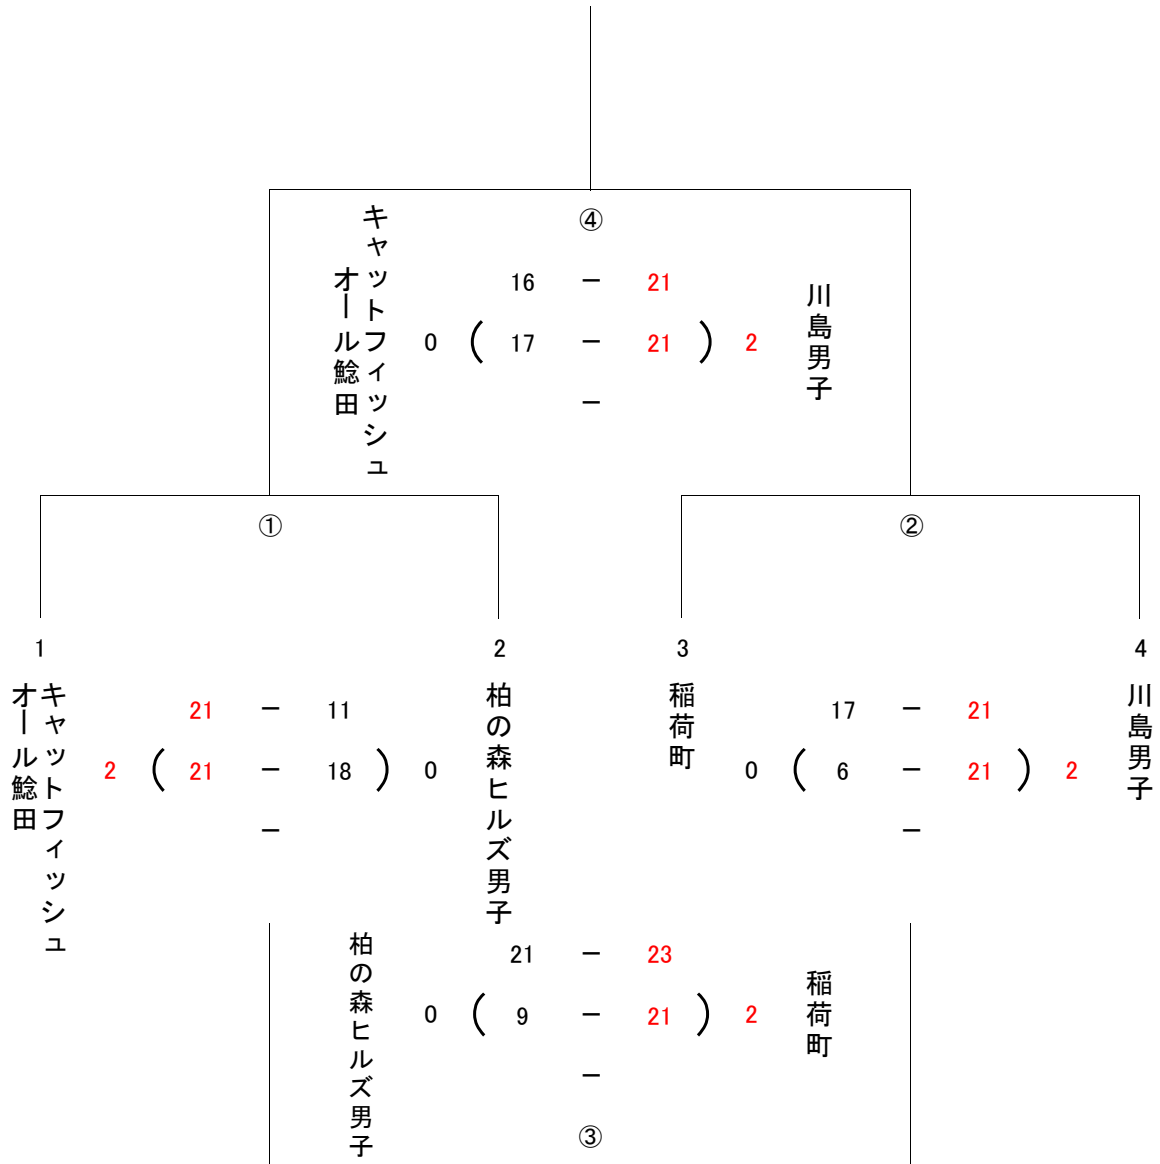 ④
オール鯰田
キャットフィッシュ
16 － 21
0 ( 17 － 21 ) 2
－
川島男子
①
②
1
2
3
4
オール鯰田
キャットフィッシュ
21 － 11
2 ( 21 － 18 ) 0
－
柏の森ヒルズ男子
稲荷町
17 － 21
0 ( 6 － 21 ) 2
－
川島男子
柏の森ヒルズ男子
21 － 23
0 ( 9 － 21 ) 2
－
稲荷町
③